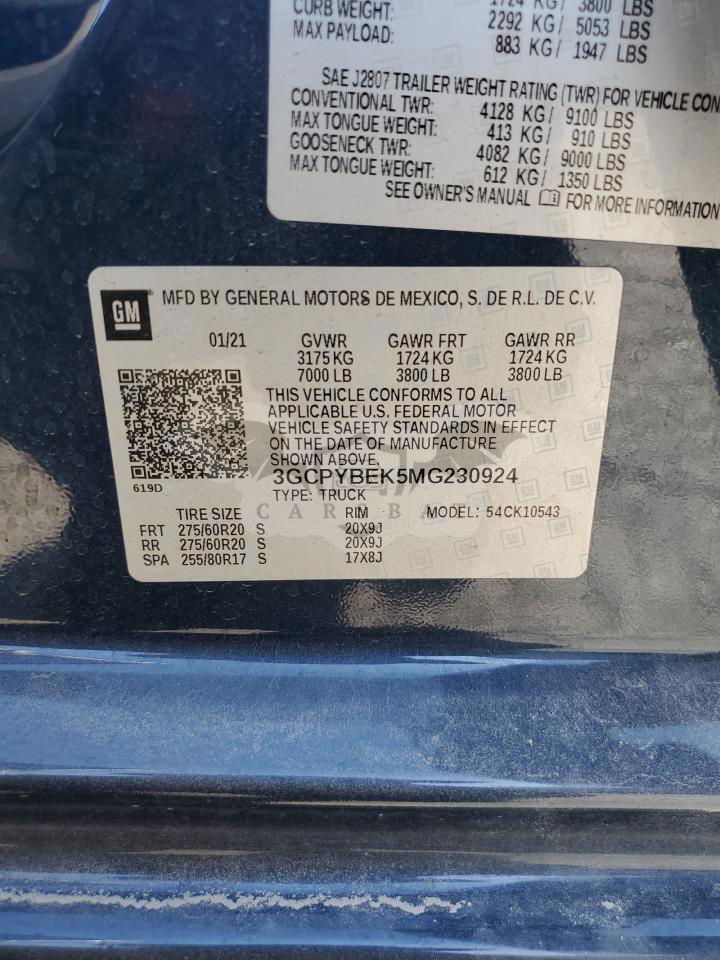 CURB WEIGHT: 1724 KG/ 3800 LBS
MAX PAYLOAD: 2292 KG/ 5053 LBS
883 KG/ 1947 LBS
SAE J2807 TRAILER WEIGHT RATING (TWR) FOR VEHICLE CON
CONVENTIONAL TWR: 4128 KG/ 9100 LBS
MAX TONGUE WEIGHT: 413 KG/ 910 LBS
GOOSENECK TWR: 4082 KG/ 9000 LBS
MAX TONGUE WEIGHT: 612 KG/ 1350 LBS
SEE OWNER'S MANUAL FOR MORE INFORMATION
GM MFD BY GENERAL MOTORS DE MEXICO, S. DE R.L. DE C.V.
01/21 GVWR GAWR FRT GAWR RR
3175 KG 1724 KG 1724 KG
7000 LB 3800 LB 3800 LB
THIS VEHICLE CONFORMS TO ALL
APPLICABLE U.S. FEDERAL MOTOR
VEHICLE SAFETY STANDARDS IN EFFECT
ON THE DATE OF MANUFACTURE
SHOWN ABOVE.
3GCPYBEK5MG230924
619D TYPE: TRUCK
TIRE SIZE RIM MODEL: 54CK10543
CAR BAT
FRT 275/60R20 S 20X9J
RR 275/60R20 S 20X9J
SPA 255/80R17 S 17X8J